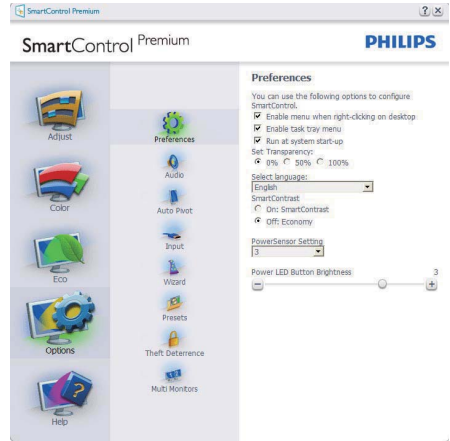 SmartControl Premium
SmartControl Premium
PHILIPS
Adjust
Color
Eco
Options
Help
Preferences
Audio
Auto Pivot
Input
Wizard
Presets
Theft Deterrence
Multi Monitors
Preferences
You can use the following options to configure
SmartControl.
Enable menu when right-clicking on desktop
Enable task tray menu
Run at system start-up
Set Transparency:
0% 50% 100%
Select language:
English
SmartContrast
On: SmartContrast
Off: Economy
PowerSensor Setting
3
Power LED Button Brightness 3